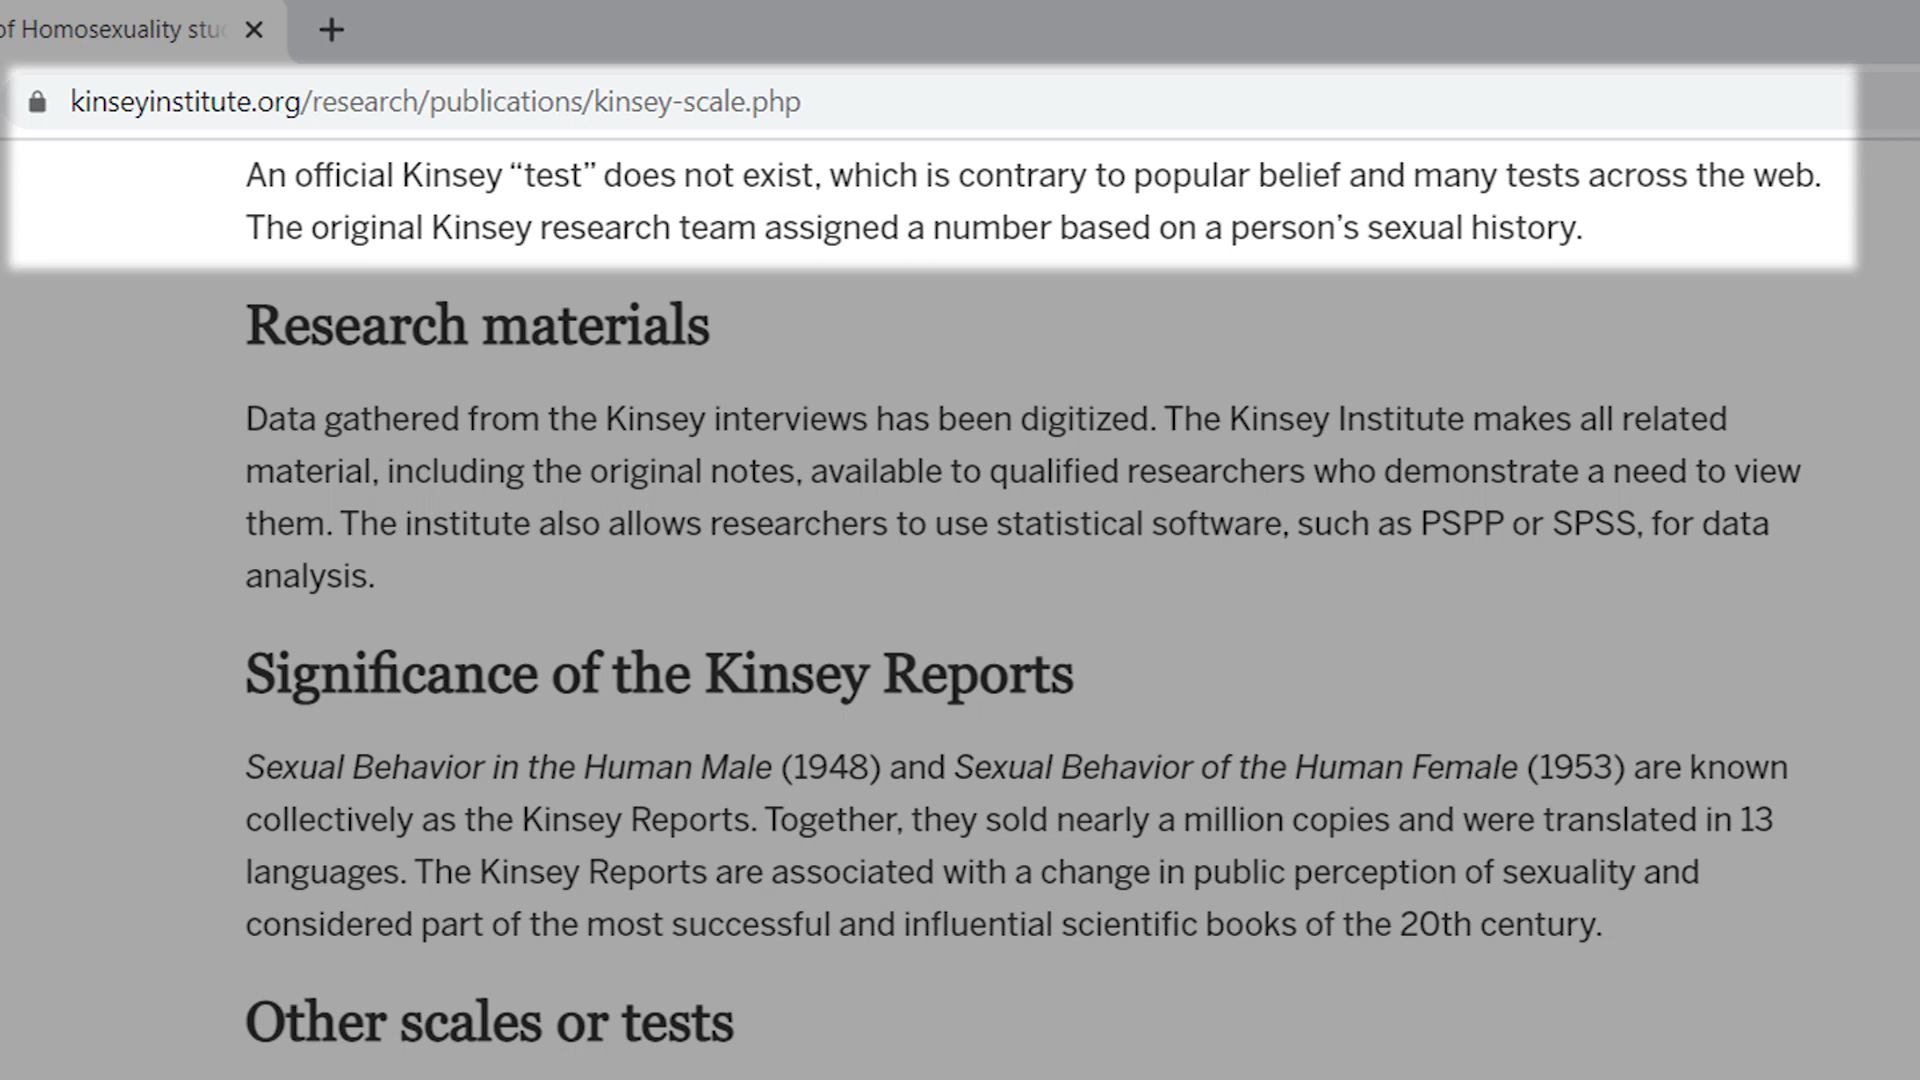 of Homosexuality stu
kinseyinstitute.org/research/publications/kinsey-scale.php
An official Kinsey “test” does not exist, which is contrary to popular belief and many tests across the web.
The original Kinsey research team assigned a number based on a person’s sexual history.
Research materials
Data gathered from the Kinsey interviews has been digitized. The Kinsey Institute makes all related
material, including the original notes, available to qualified researchers who demonstrate a need to view
them. The institute also allows researchers to use statistical software, such as PSPP or SPSS, for data
analysis.
Significance of the Kinsey Reports
Sexual Behavior in the Human Male (1948) and Sexual Behavior of the Human Female (1953) are known
collectively as the Kinsey Reports. Together, they sold nearly a million copies and were translated in 13
languages. The Kinsey Reports are associated with a change in public perception of sexuality and
considered part of the most successful and influential scientific books of the 20th century.
Other scales or tests